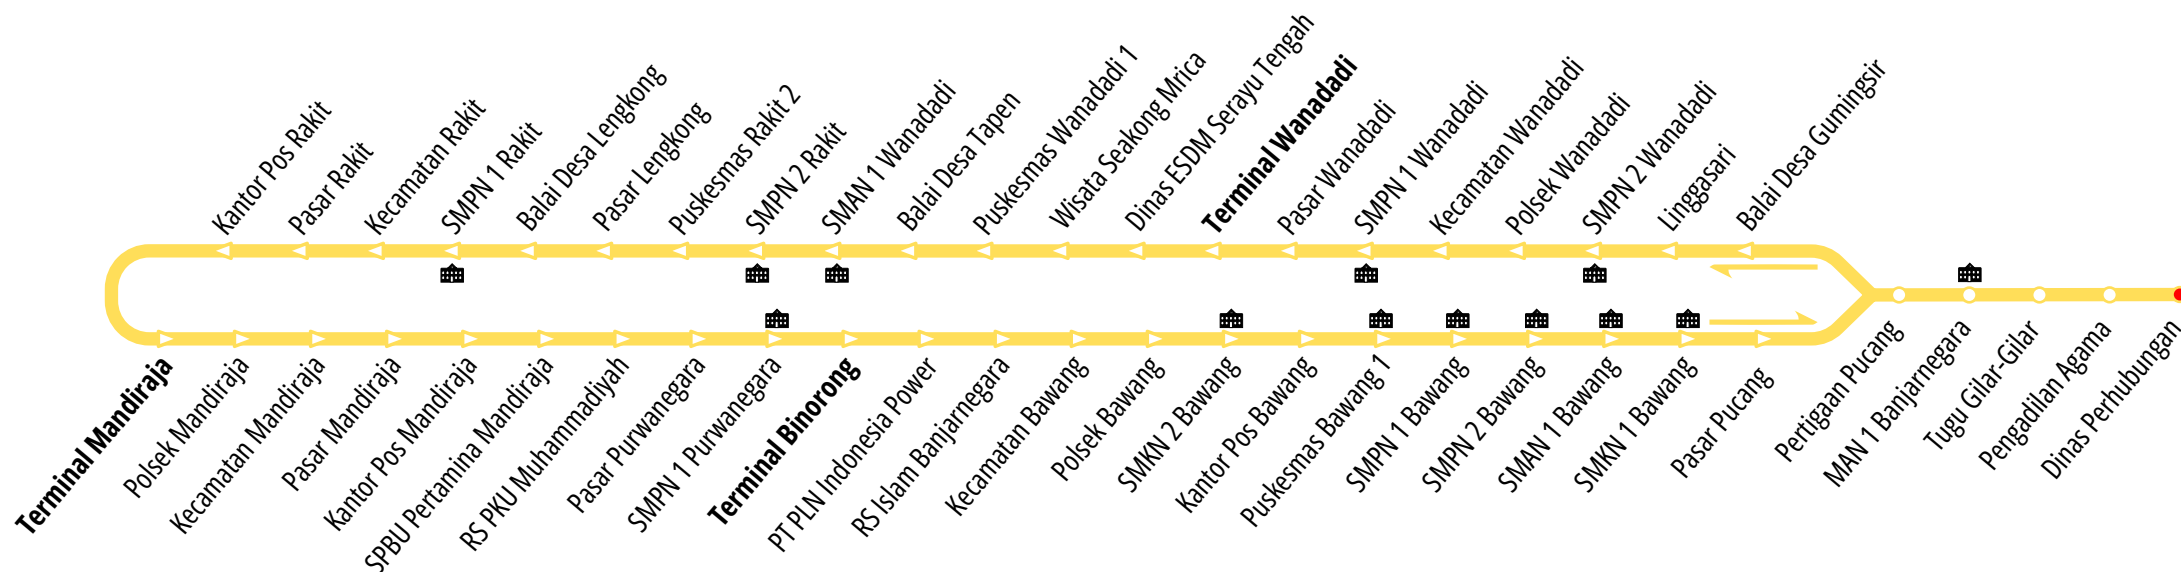 Kantor Pos Rakit
Pasar Rakit
Kecamatan Rakit
SMPN 1 Rakit
Balai Desa Lengkong
Pasar Lengkong
Puskesmas Rakit 2
SMPN 2 Rakit
SMAN 1 Wanadadi
Balai Desa Tapen
Puskesmas Wanadadi 1
Wisata Seakong Mrica
Dinas ESDM Serayu Tengah
Terminal Wanadadi
Pasar Wanadadi
SMPN 1 Wanadadi
Kecamatan Wanadadi
Polsek Wanadadi
SMPN 2 Wanadadi
Linggasari
Balai Desa Gumingsir
Terminal Mandiraja
Polsek Mandiraja
Kecamatan Mandiraja
Pasar Mandiraja
Kantor Pos Mandiraja
SPBU Pertamina Mandiraja
RS PKU Muhammadiyah
Pasar Purwanegara
SMPN 1 Purwanegara
Terminal Binorong
PT PLN Indonesia Power
RS Islam Banjarnegara
Kecamatan Bawang
Polsek Bawang
SMKN 2 Bawang
Kantor Pos Bawang
Puskesmas Bawang 1
SMPN 1 Bawang
SMPN 2 Bawang
SMAN 1 Bawang
SMKN 1 Bawang
Pasar Pucang
Pertigaan Pucang
MAN 1 Banjarnegara
Tugu Gilar-Gilar
Pengadilan Agama
Dinas Perhubungan